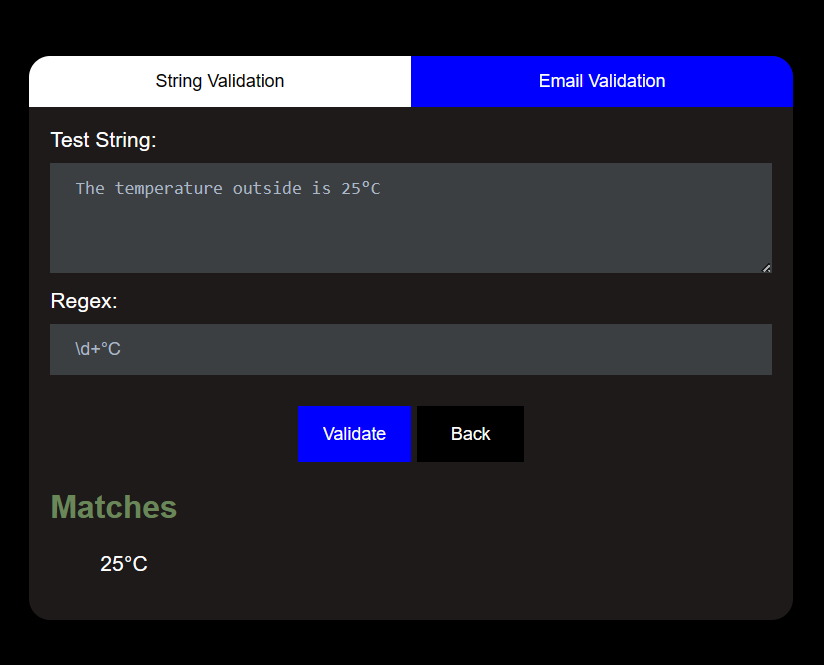 String Validation
Email Validation
Test String:
The temperature outside is 25°C
Regex:
\d+°C
Validate
Back
Matches
25°C